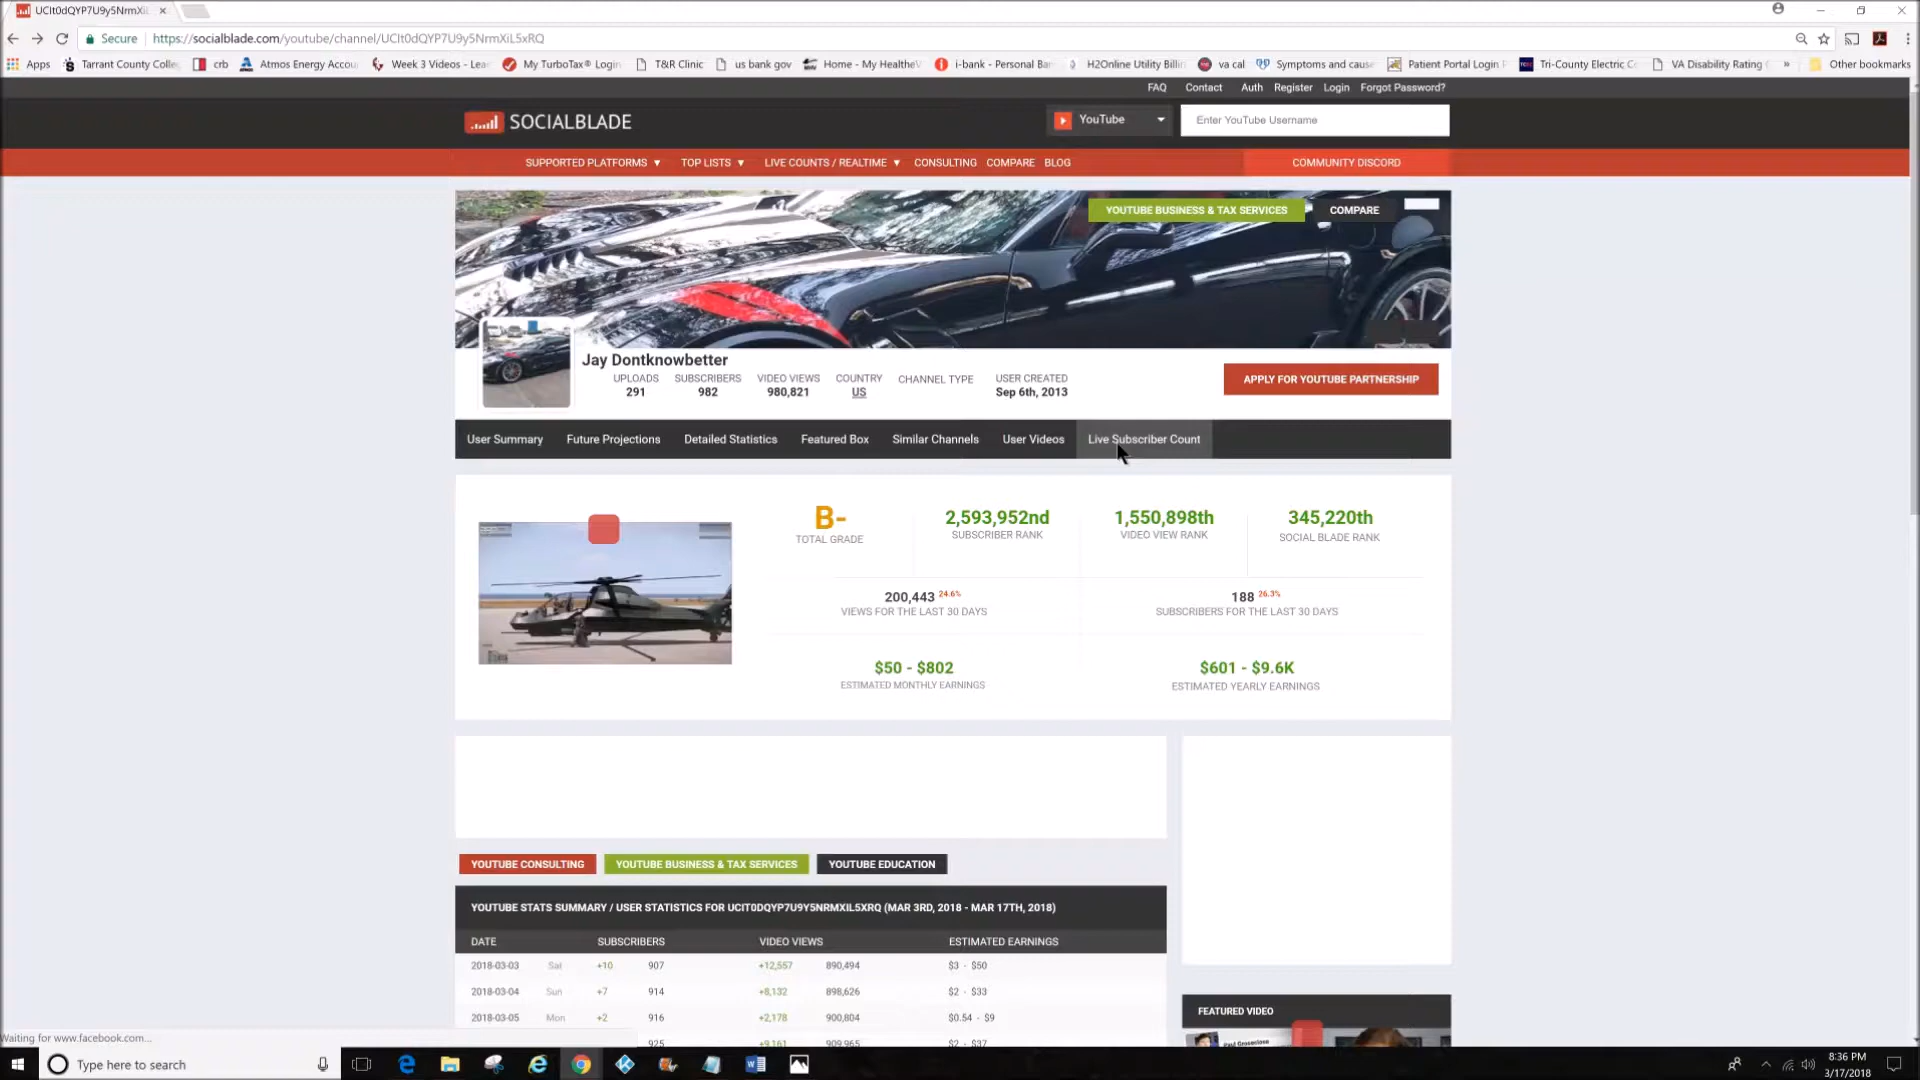 UCIt0dQYP7U9y5NrmXiL
Secure https://socialblade.com/youtube/channel/UCIt0dQYP7U9y5NrmXiL5xRQ
Apps Tarrant County Colle crb Atmos Energy Accou Week 3 Videos - Lea My TurboTax® Login T&R Clinic us bank gov Home - My HealtheV i-bank - Personal Ba H2Online Utility Billin va cal Symptoms and cause Patient Portal Login Tri-County Electric C VA Disability Rating » Other bookmarks
FAQ Contact Auth Register Login Forgot Password?
SOCIALBLADE YouTube Enter YouTube Username
SUPPORTED PLATFORMS ▼ TOP LISTS ▼ LIVE COUNTS / REALTIME ▼ CONSULTING COMPARE BLOG COMMUNITY DISCORD
YOUTUBE BUSINESS & TAX SERVICES COMPARE
Jay Dontknowbetter
UPLOADS SUBSCRIBERS VIDEO VIEWS COUNTRY CHANNEL TYPE USER CREATED
291 982 980,821 US Sep 6th, 2013
APPLY FOR YOUTUBE PARTNERSHIP
User Summary Future Projections Detailed Statistics Featured Box Similar Channels User Videos Live Subscriber Count
B- 2,593,952nd 1,550,898th 345,220th
TOTAL GRADE SUBSCRIBER RANK VIDEO VIEW RANK SOCIAL BLADE RANK
200,443 24.6% 188 26.3%
VIEWS FOR THE LAST 30 DAYS SUBSCRIBERS FOR THE LAST 30 DAYS
$50 - $802 $601 - $9.6K
ESTIMATED MONTHLY EARNINGS ESTIMATED YEARLY EARNINGS
YOUTUBE CONSULTING YOUTUBE BUSINESS & TAX SERVICES YOUTUBE EDUCATION
YOUTUBE STATS SUMMARY / USER STATISTICS FOR UCIT0DQYP7U9Y5NRMXIL5XRQ (MAR 3RD, 2018 - MAR 17TH, 2018)
DATE SUBSCRIBERS VIDEO VIEWS ESTIMATED EARNINGS
2018-03-03 Sat +10 907 +12,557 890,494 $3 - $50
2018-03-04 Sun +7 914 +8,132 898,626 $2 - $33
2018-03-05 Mon +2 916 +2,178 900,804 $0.54 - $9
925 +9,161 909,965 $2 - $37
FEATURED VIDEO
Waiting for www.facebook.com...
Type here to search
8:36 PM
3/17/2018